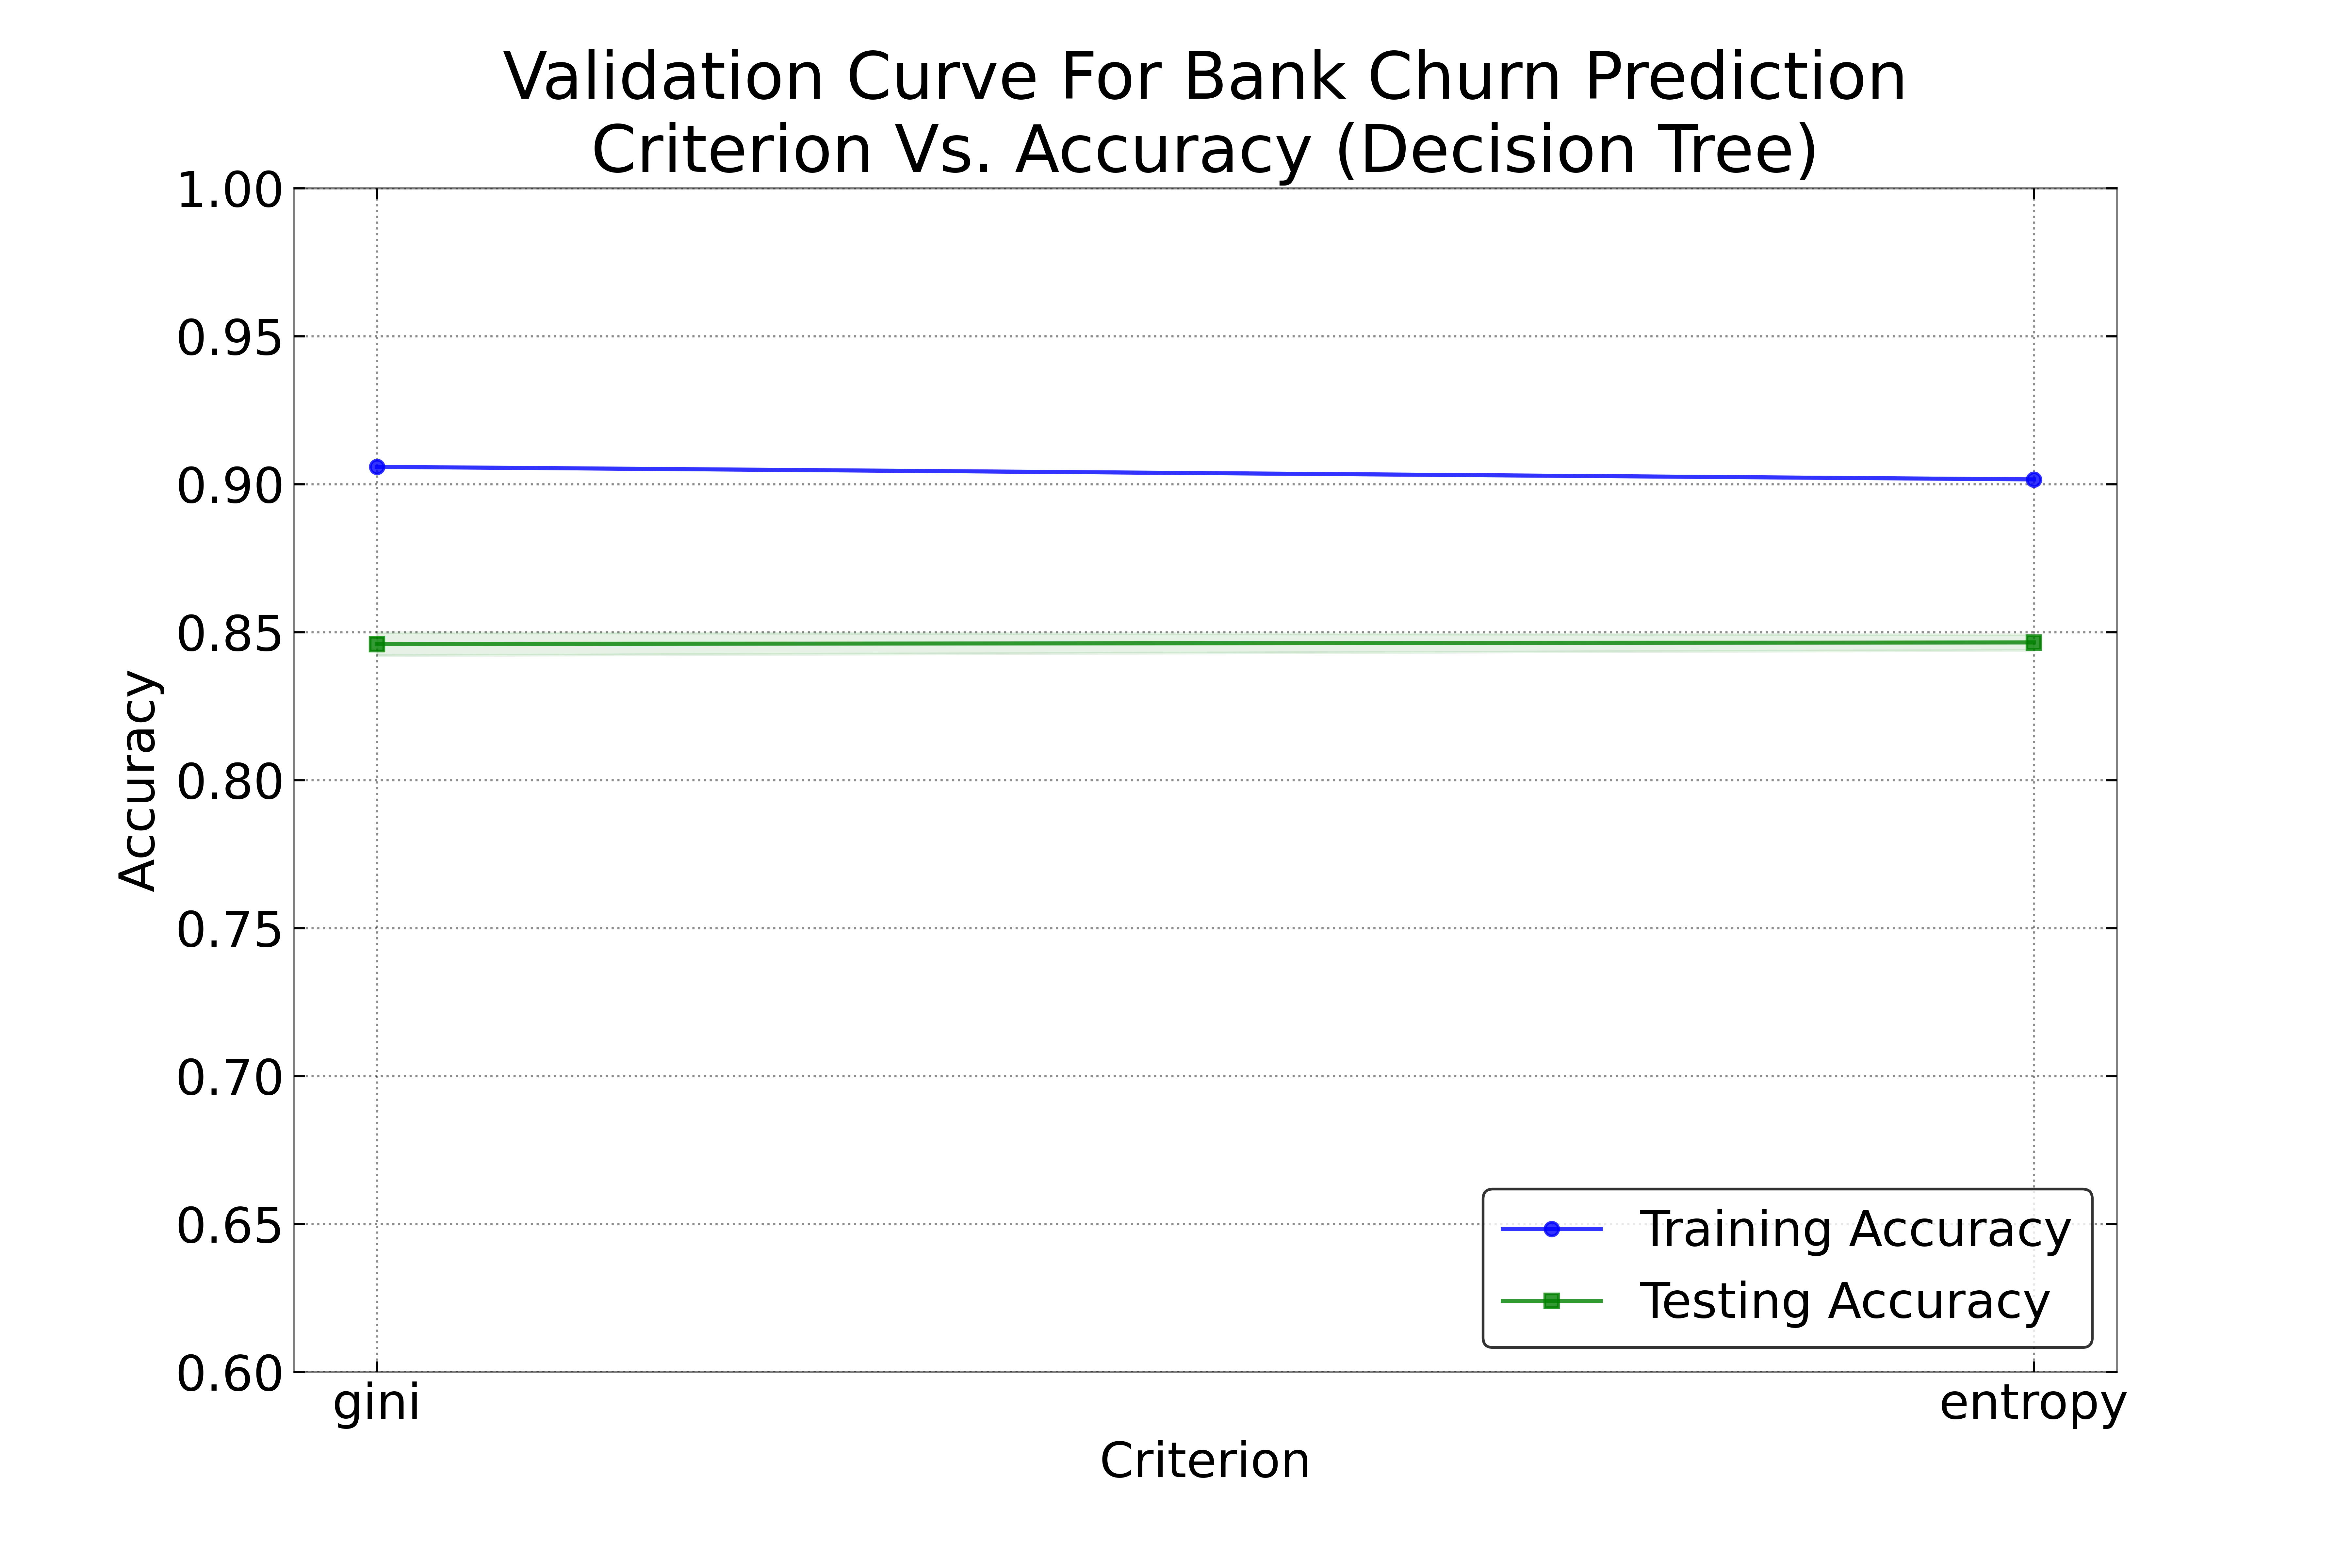 Validation Curve For Bank Churn Prediction
Criterion Vs. Accuracy (Decision Tree)
1.00
0.95
0.90
0.85
0.80
0.75
0.70
0.65
0.60
Accuracy
Training Accuracy
Testing Accuracy
gini
entropy
Criterion